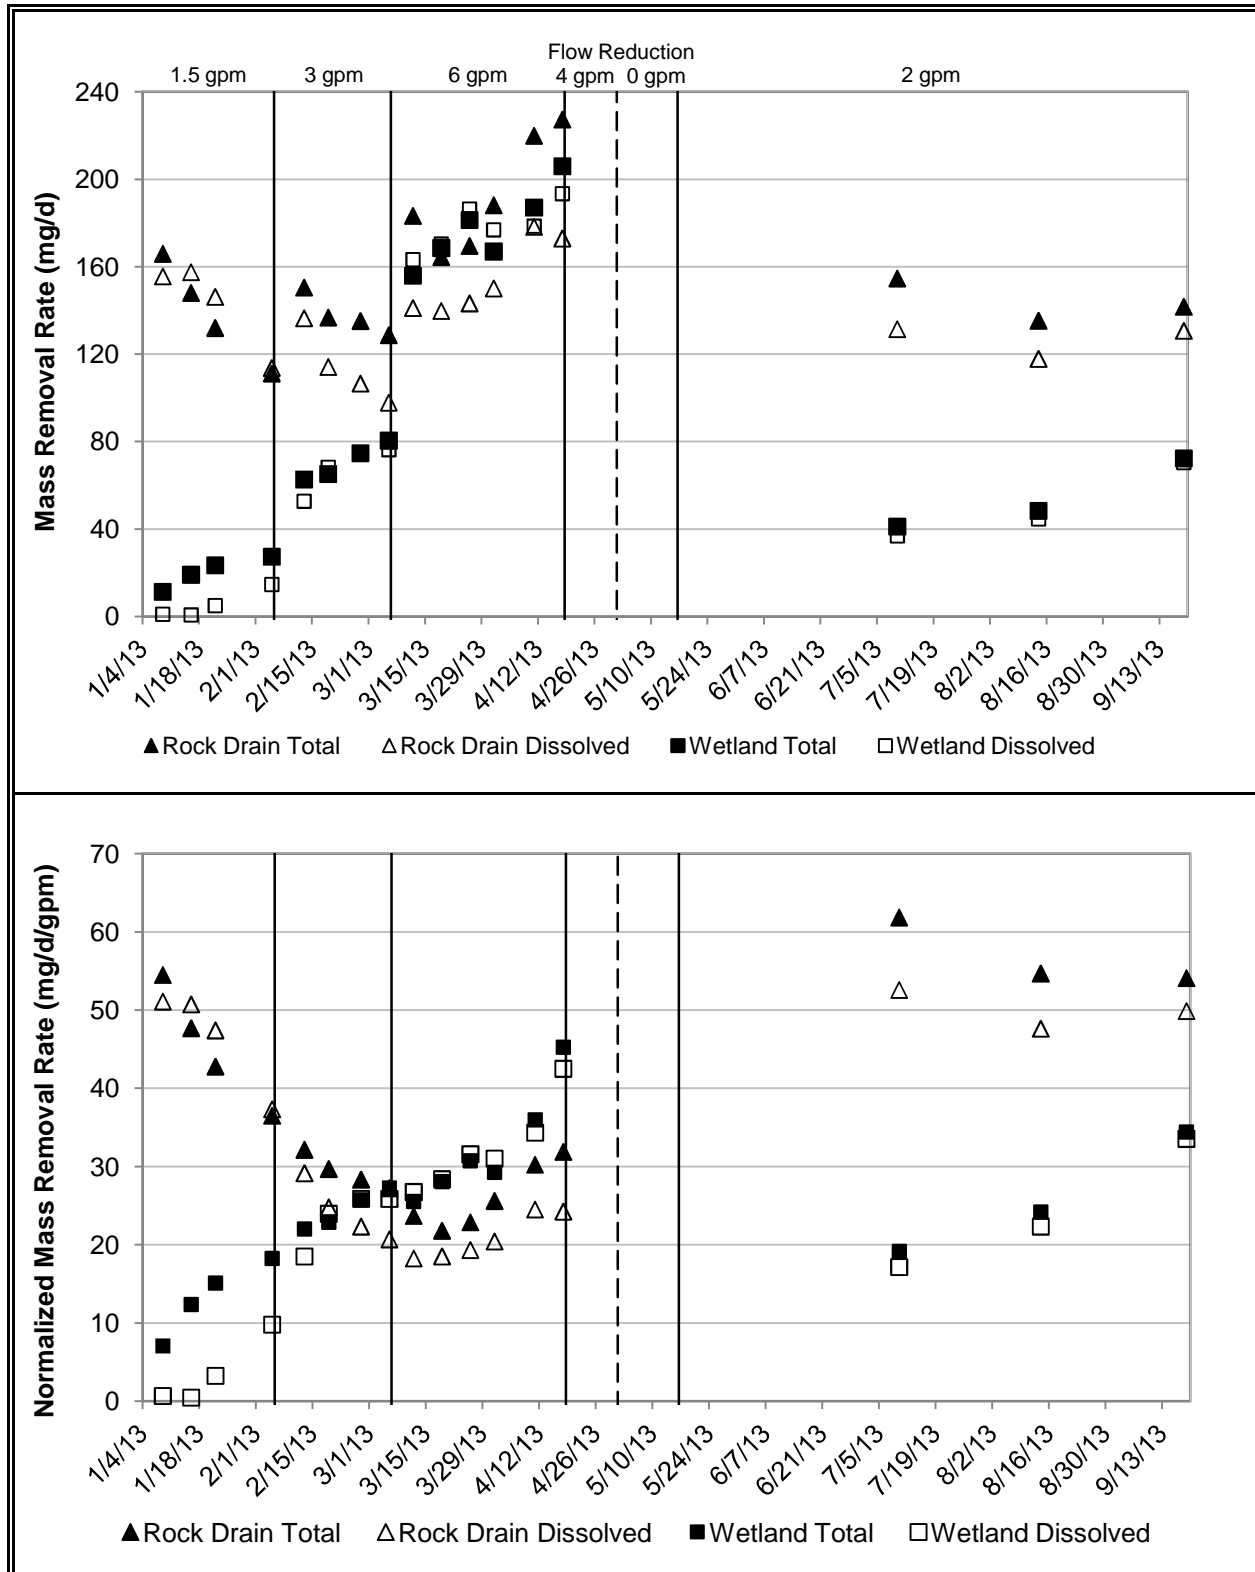 Flow Reduction
1.5 gpm 3 gpm 6 gpm 4 gpm 0 gpm 2 gpm
Mass Removal Rate (mg/d)
240
200
160
120
80
40
0
1/4/13 1/18/13 2/1/13 2/15/13 3/1/13 3/15/13 3/29/13 4/12/13 4/26/13 5/10/13 5/24/13 6/7/13 6/21/13 7/5/13 7/19/13 8/2/13 8/16/13 8/30/13 9/13/13
Rock Drain Total Rock Drain Dissolved Wetland Total Wetland Dissolved
Normalized Mass Removal Rate (mg/d/gpm)
70
60
50
40
30
20
10
0
1/4/13 1/18/13 2/1/13 2/15/13 3/1/13 3/15/13 3/29/13 4/12/13 4/26/13 5/10/13 5/24/13 6/7/13 6/21/13 7/5/13 7/19/13 8/2/13 8/16/13 8/30/13 9/13/13
Rock Drain Total Rock Drain Dissolved Wetland Total Wetland Dissolved